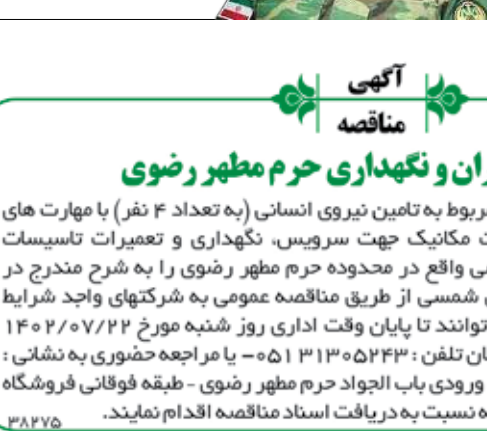 آگهی
مناقصه
ران و نگهداری حرم مطهر رضوی
ربوط به تامین نیروی انسانی (به تعداد ۴ نفر) با مهارت های
ت مکانیک جهت سرویس، نگهداری و تعمیرات تاسیسات
ی واقع در محدوده حرم مطهر رضوی را به شرح مندرج در
شمسی از طریق مناقصه عمومی به شرکتهای واجد شرایط
توانند تا پایان وقت اداری روز شنبه مورخ ۱۴۰۲/۰۷/۲۲
ان تلفن : ۳۱۳۰۵۲۴۳ ۰۵۱- یا مراجعه حضوری به نشانی :
ورودی باب الجواد حرم مطهر رضوی - طبقه فوقانی فروشگاه
ه نسبت به دریافت اسناد مناقصه اقدام نمایند.
۳۸۲۷۵